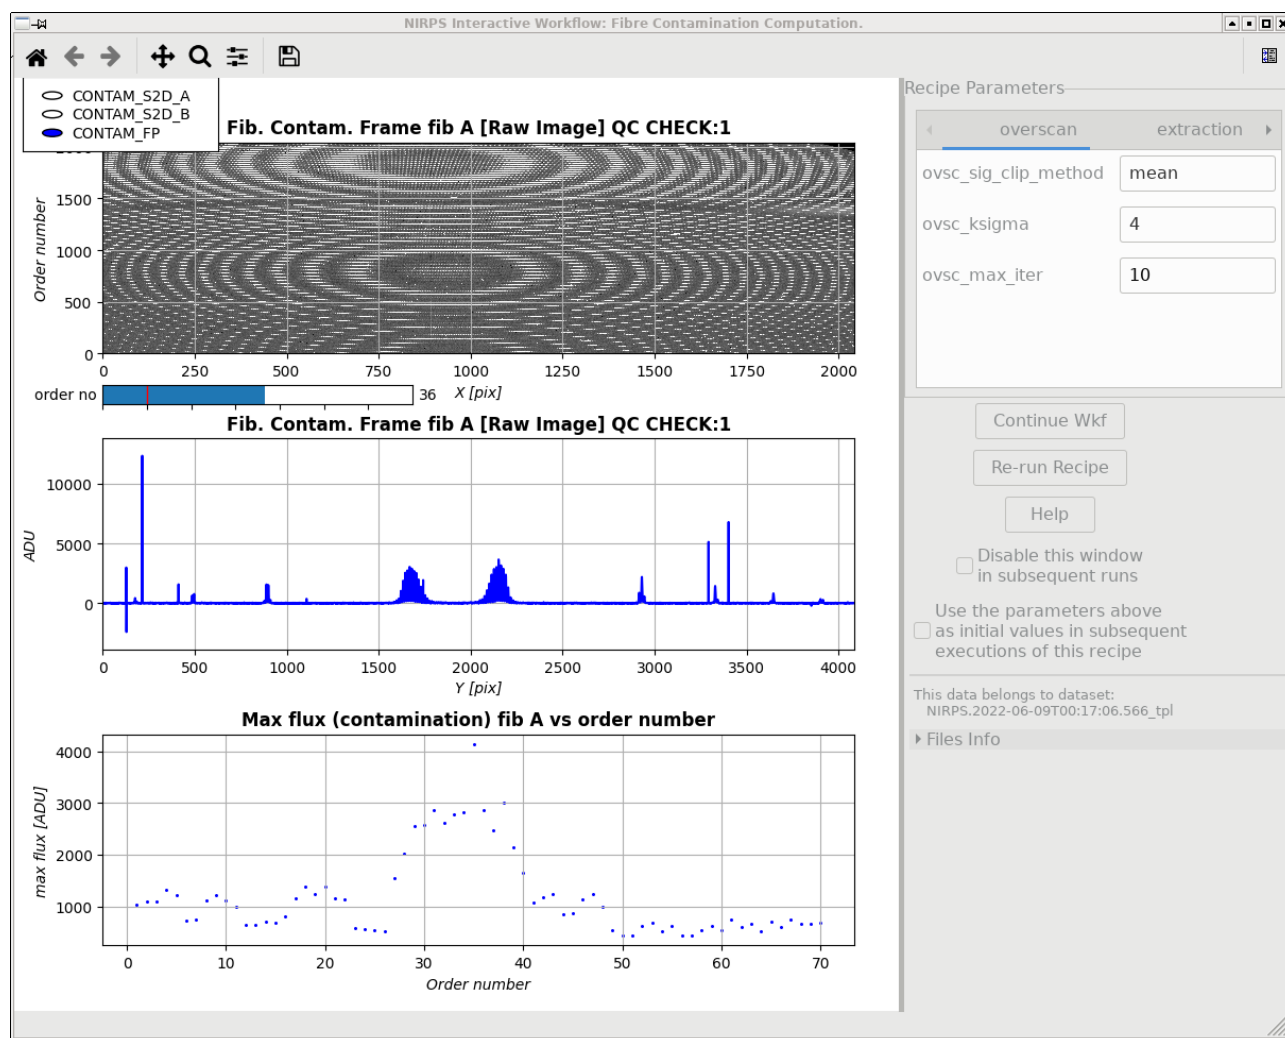 NIRPS Interactive Workflow: Fibre Contamination Computation.
CONTAM_S2D_A
CONTAM_S2D_B
CONTAM_FP
Fib. Contam. Frame fib A [Raw Image] QC CHECK:1
1500
1000
500
0
Order number
0 250 500 750 1000 1250 1500 1750 2000
X [pix]
order no 36
Fib. Contam. Frame fib A [Raw Image] QC CHECK:1
10000
5000
0
ADU
0 500 1000 1500 2000 2500 3000 3500 4000
Y [pix]
Max flux (contamination) fib A vs order number
4000
3000
2000
1000
max flux [ADU]
0 10 20 30 40 50 60 70
Order number
Recipe Parameters
overscan extraction
ovsc_sig_clip_method mean
ovsc_ksigma 4
ovsc_max_iter 10
Continue Wkf
Re-run Recipe
Help
Disable this window
in subsequent runs
Use the parameters above
as initial values in subsequent
executions of this recipe
This data belongs to dataset:
NIRPS.2022-06-09T00:17:06.566_tpl
Files Info